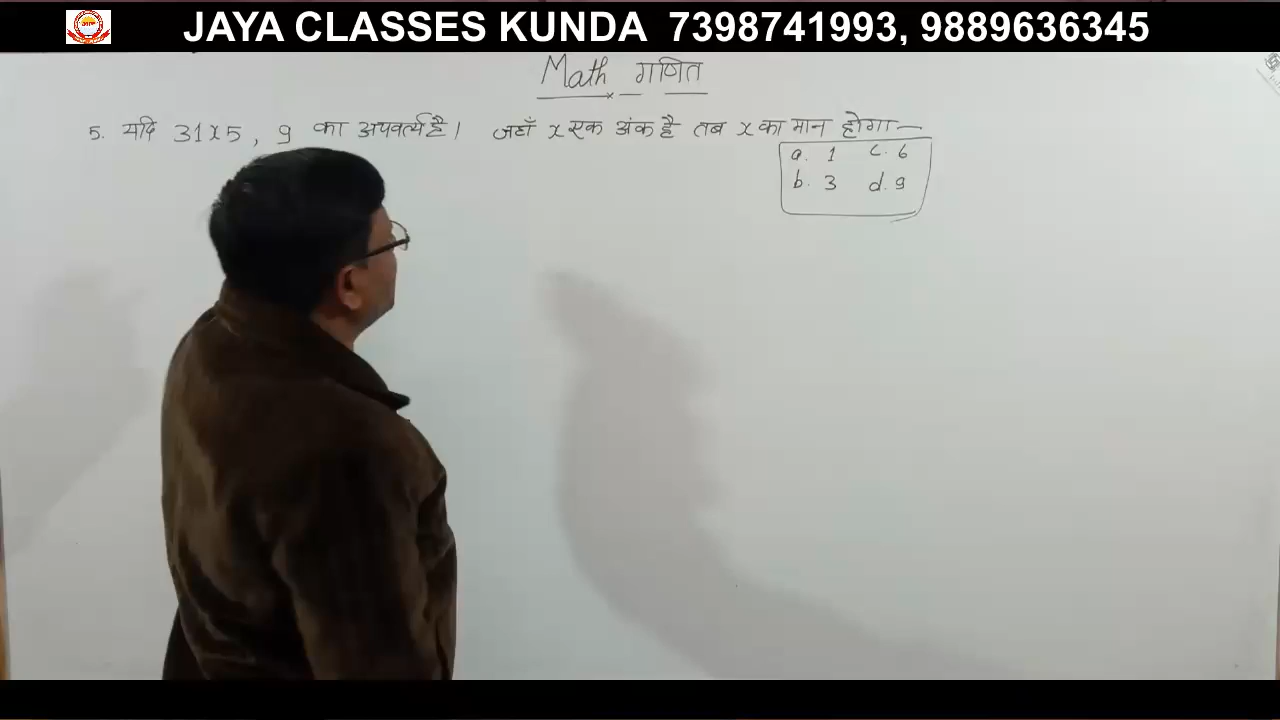 JAYA CLASSES KUNDA 7398741993, 9889636345
Math गणित
5. यदि 31x5, 9 का अपवर्त्य है। जहाँ x एक अंक है तब x का मान होगा—
a. 1 c. 6
b. 3 d. 9